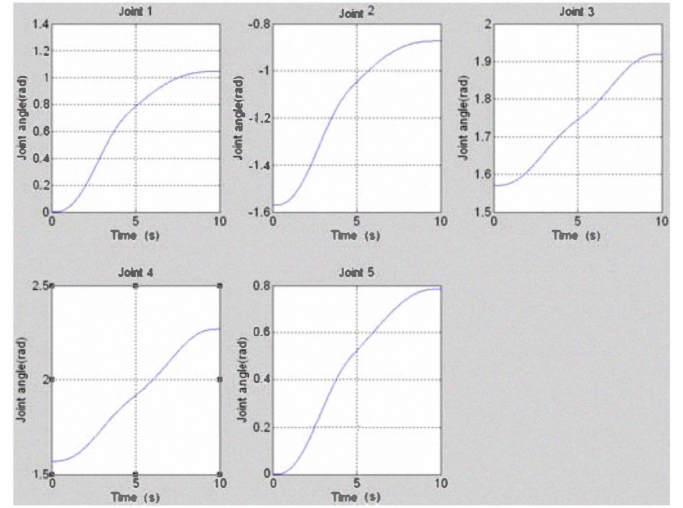 Joint 1
1.4
1.2
1
0.8
0.6
0.4
0.2
0
0 5 10
Joint angle(rad)
Time (s)
Joint 2
-0.8
-1
-1.2
-1.4
-1.6
0 5 10
Joint angle(rad)
Time (s)
Joint 3
2
1.9
1.8
1.7
1.6
1.5
0 5 10
Joint angle(rad)
Time (s)
Joint 4
2.5
2
1.5
0 5 10
Joint angle(rad)
Time (s)
Joint 5
0.8
0.6
0.4
0.2
0
0 5 10
Joint angle(rad)
Time (s)